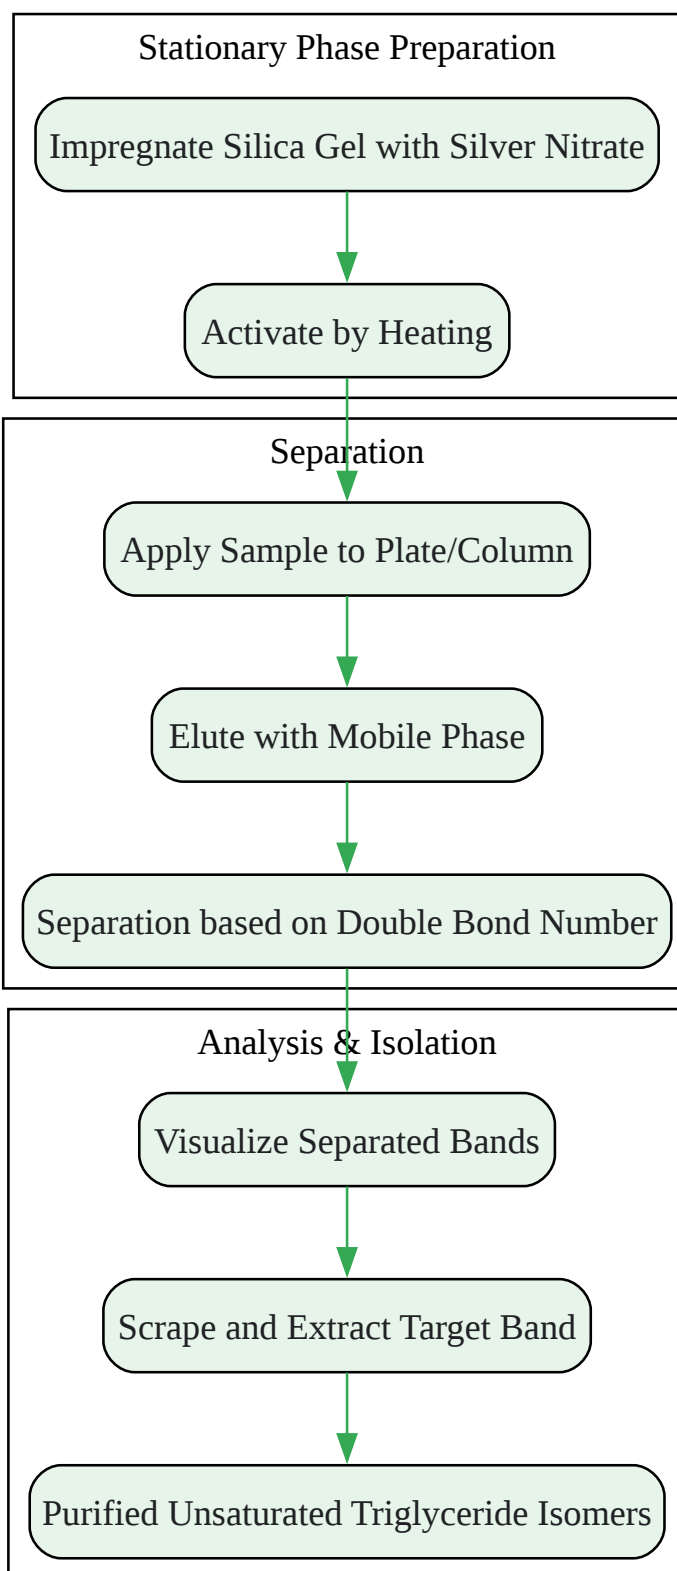 Stationary Phase Preparation
Impregnate Silica Gel with Silver Nitrate
Activate by Heating
Separation
Apply Sample to Plate/Column
Elute with Mobile Phase
Separation based on Double Bond Number
Analysis & Isolation
Visualize Separated Bands
Scrape and Extract Target Band
Purified Unsaturated Triglyceride Isomers